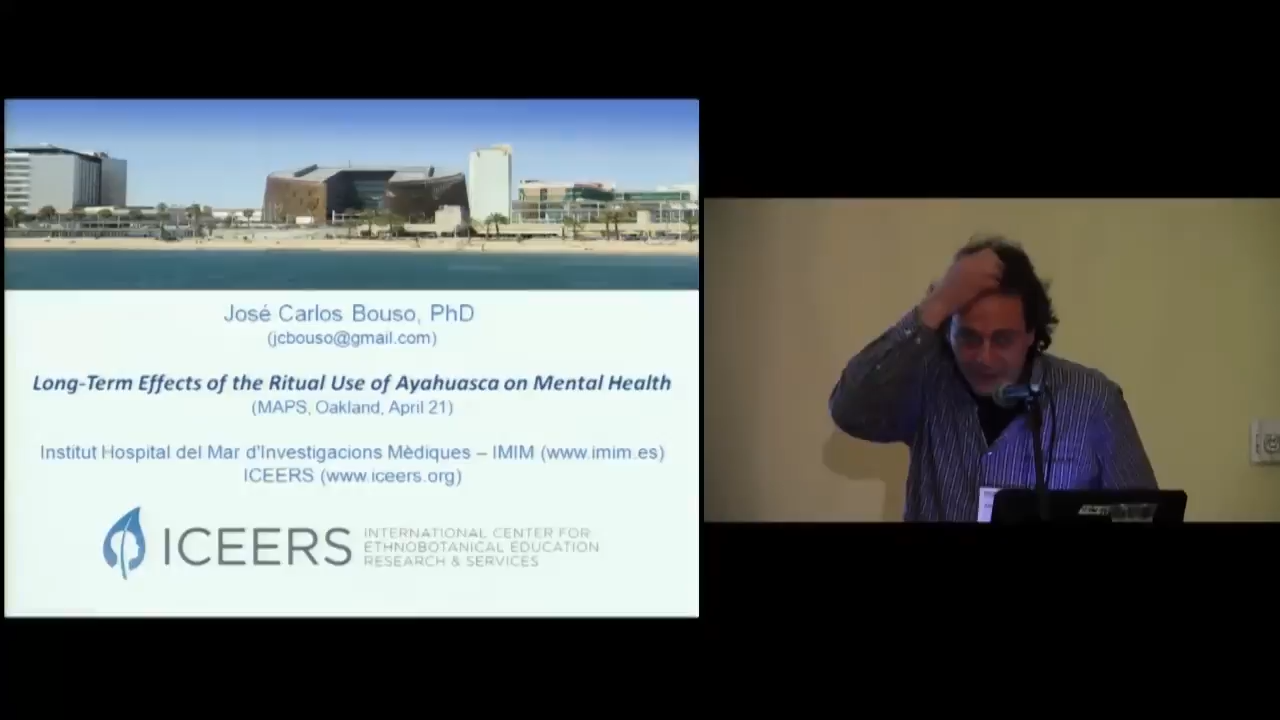 José Carlos Bouso, PhD
(jcbouso@gmail.com)
Long-Term Effects of the Ritual Use of Ayahuasca on Mental Health
(MAPS, Oakland, April 21)
Institut Hospital del Mar d'Investigacions Mèdiques – IMIM (www.imim.es)
ICEERS (www.iceers.org)
ICEERS
INTERNATIONAL CENTER FOR
ETHNOBOTANICAL EDUCATION
RESEARCH & SERVICES